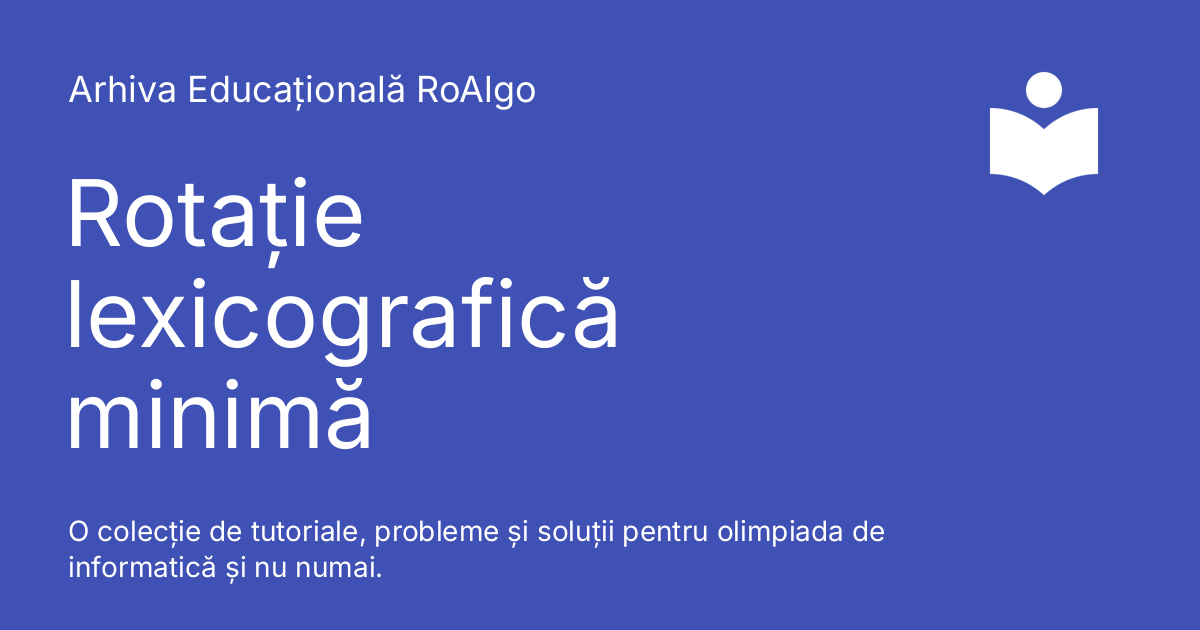 Arhiva Educațională RoAlgo
Rotație
lexicografică
minimă
O colecție de tutoriale, probleme și soluții pentru olimpiada de
informatică și nu numai.